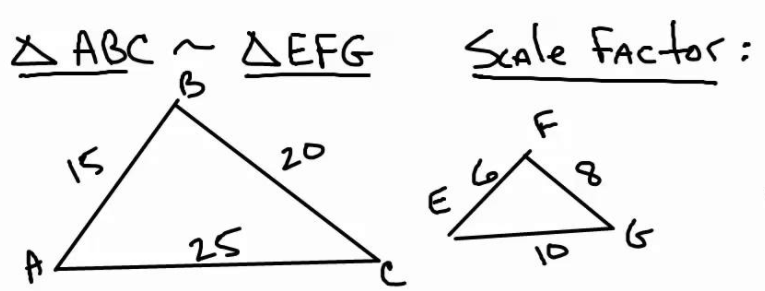 △ABC ~ △EFG
Scale Factor:
B
15
20
A
25
C
F
6
8
E
G
10